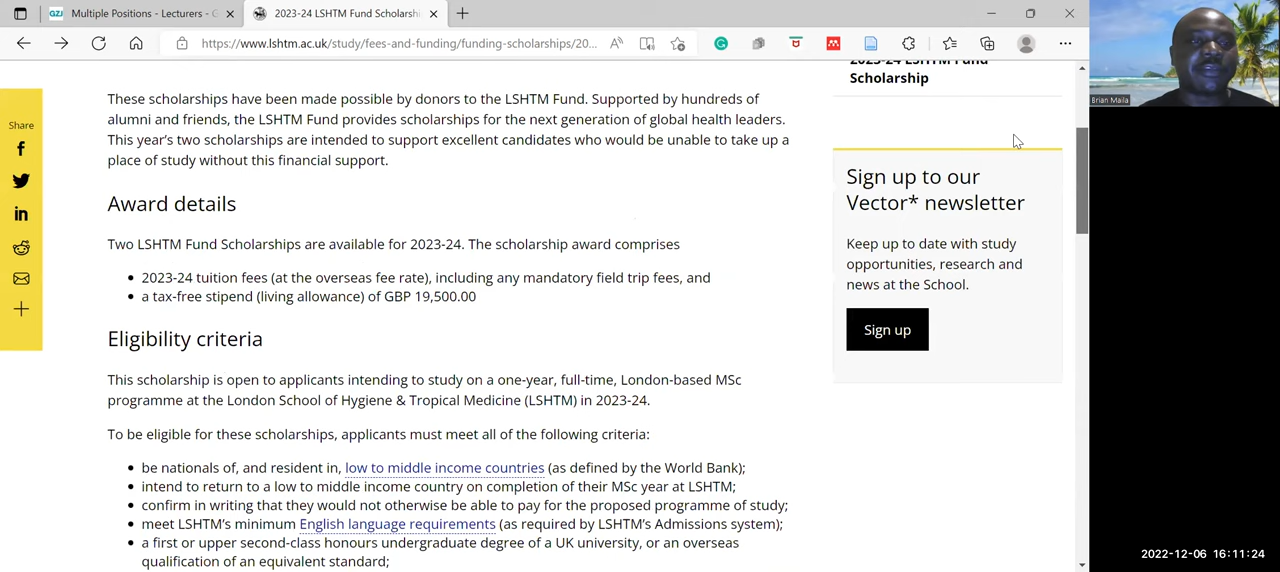 GZJ Multiple Positions - Lecturers - G
2023-24 LSHTM Fund Scholarshi
https://www.lshtm.ac.uk/study/fees-and-funding/funding-scholarships/20...
Brian Maila
2023-24 LSHTM Fund
Scholarship
Share
These scholarships have been made possible by donors to the LSHTM Fund. Supported by hundreds of
alumni and friends, the LSHTM Fund provides scholarships for the next generation of global health leaders.
This year's two scholarships are intended to support excellent candidates who would be unable to take up a
place of study without this financial support.
Award details
Two LSHTM Fund Scholarships are available for 2023-24. The scholarship award comprises
• 2023-24 tuition fees (at the overseas fee rate), including any mandatory field trip fees, and
• a tax-free stipend (living allowance) of GBP 19,500.00
Eligibility criteria
This scholarship is open to applicants intending to study on a one-year, full-time, London-based MSc
programme at the London School of Hygiene & Tropical Medicine (LSHTM) in 2023-24.
To be eligible for these scholarships, applicants must meet all of the following criteria:
• be nationals of, and resident in, low to middle income countries (as defined by the World Bank);
• intend to return to a low to middle income country on completion of their MSc year at LSHTM;
• confirm in writing that they would not otherwise be able to pay for the proposed programme of study;
• meet LSHTM's minimum English language requirements (as required by LSHTM's Admissions system);
• a first or upper second-class honours undergraduate degree of a UK university, or an overseas
qualification of an equivalent standard;
Sign up to our
Vector* newsletter
Keep up to date with study
opportunities, research and
news at the School.
Sign up
2022-12-06 16:11:24